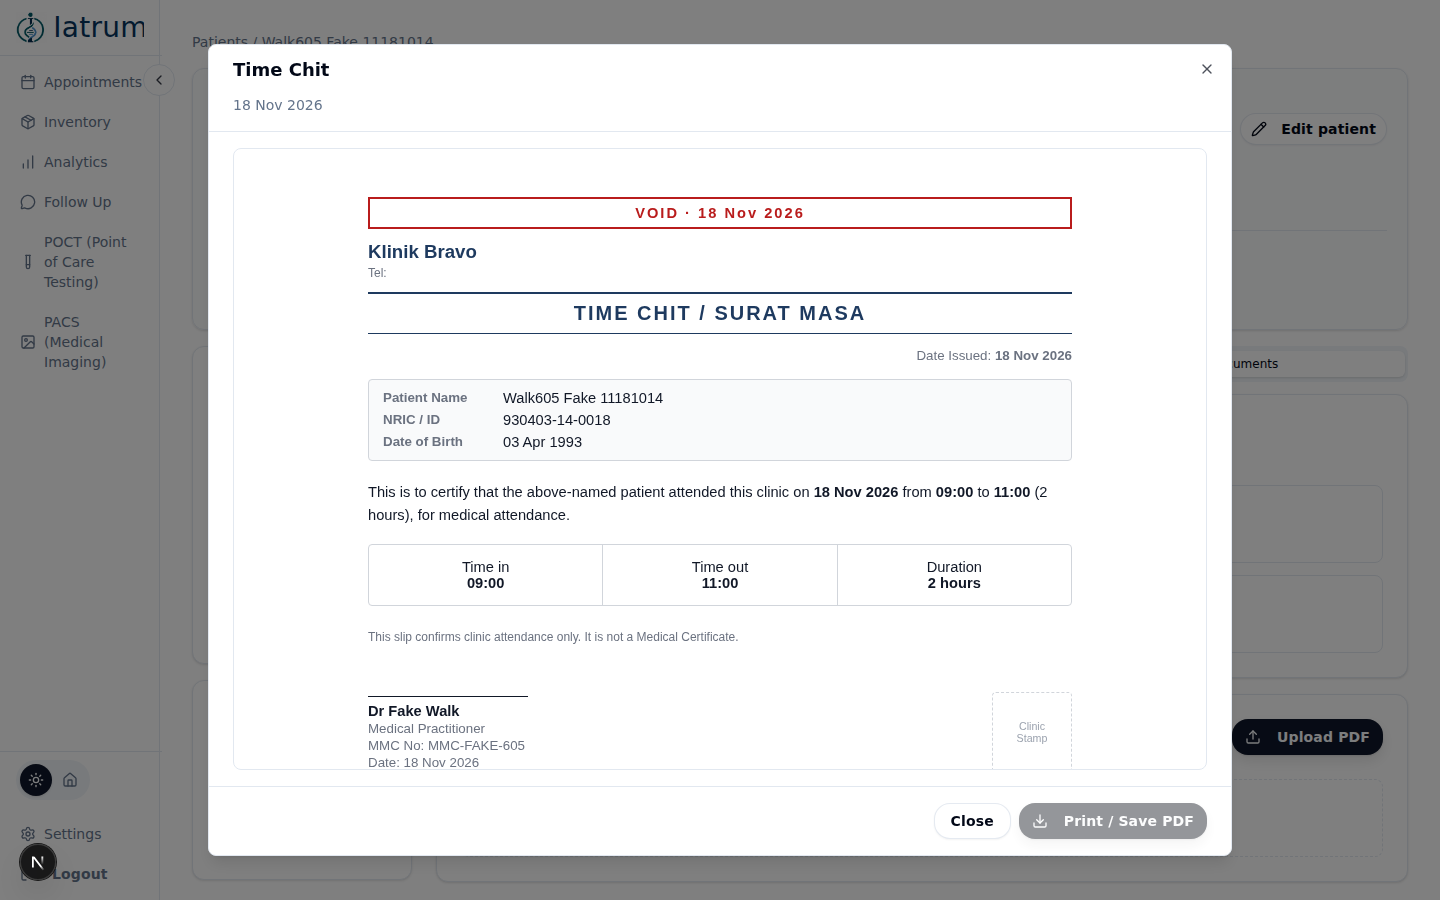 Iatrum
Patients / Walk605 Fake 11181014
Appointments
Inventory
Analytics
Follow Up
POCT (Point
of Care
Testing)
PACS
(Medical
Imaging)
Settings
Logout
Edit patient
uments
Upload PDF
Time Chit
18 Nov 2026
VOID · 18 Nov 2026
Klinik Bravo
Tel:
TIME CHIT / SURAT MASA
Date Issued: 18 Nov 2026
Patient Name Walk605 Fake 11181014
NRIC / ID 930403-14-0018
Date of Birth 03 Apr 1993
This is to certify that the above-named patient attended this clinic on 18 Nov 2026 from 09:00 to 11:00 (2
hours), for medical attendance.
Time in Time out Duration
09:00 11:00 2 hours
This slip confirms clinic attendance only. It is not a Medical Certificate.
Dr Fake Walk
Medical Practitioner
MMC No: MMC-FAKE-605
Date: 18 Nov 2026
Clinic
Stamp
Close
Print / Save PDF